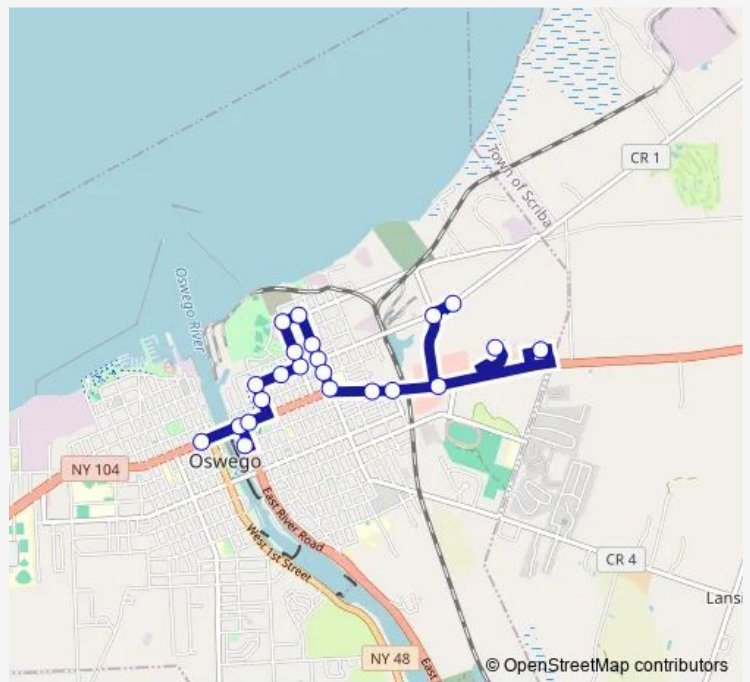 CR 1
Town of Scriba
Oswego River
NY 104
Oswego
East River Road
West 1st Street
CR 4
Lansi
NY 48
East
© OpenStreetMap contributors